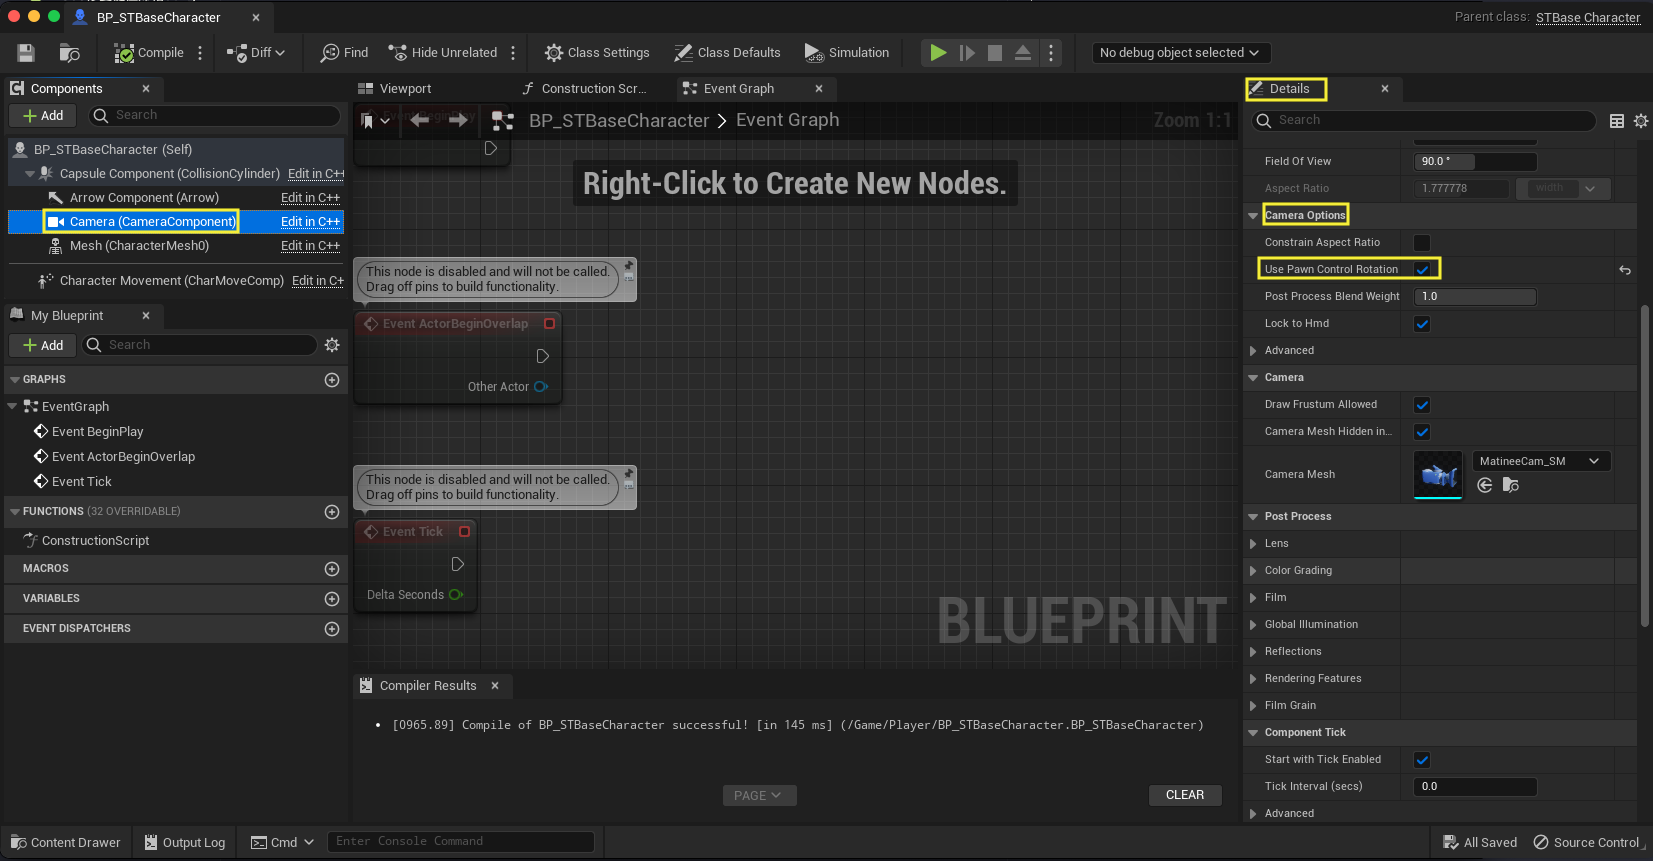 BP_STBaseCharacter
Parent class: STBase Character
Compile
Diff
Find
Hide Unrelated
Class Settings
Class Defaults
Simulation
No debug object selected
Components
Add
Search
BP_STBaseCharacter (Self)
Capsule Component (CollisionCylinder) Edit in C++
Arrow Component (Arrow) Edit in C++
Camera (CameraComponent) Edit in C++
Mesh (CharacterMesh0) Edit in C++
Character Movement (CharMoveComp) Edit in C+
My Blueprint
Add
Search
GRAPHS
EventGraph
Event BeginPlay
Event ActorBeginOverlap
Event Tick
FUNCTIONS (32 OVERRIDABLE)
ConstructionScript
MACROS
VARIABLES
EVENT DISPATCHERS
Viewport
Construction Scr...
Event Graph
Event BeginPlay
BP_STBaseCharacter > Event Graph
Zoom 1:1
Right-Click to Create New Nodes.
This node is disabled and will not be called.
Drag off pins to build functionality.
Event ActorBeginOverlap
Other Actor
This node is disabled and will not be called.
Drag off pins to build functionality.
Event Tick
Delta Seconds
BLUEPRINT
Compiler Results
[0965.89] Compile of BP_STBaseCharacter successful! [in 145 ms] (/Game/Player/BP_STBaseCharacter.BP_STBaseCharacter)
PAGE
CLEAR
Details
Search
Field Of View 90.0 °
Aspect Ratio 1.777778 width
Camera Options
Constrain Aspect Ratio
Use Pawn Control Rotation
Post Process Blend Weight 1.0
Lock to Hmd
Advanced
Camera
Draw Frustum Allowed
Camera Mesh Hidden in...
Camera Mesh MatineeCam_SM
Post Process
Lens
Color Grading
Film
Global Illumination
Reflections
Rendering Features
Film Grain
Component Tick
Start with Tick Enabled
Tick Interval (secs) 0.0
Advanced
Content Drawer
Output Log
Cmd
Enter Console Command
All Saved
Source Control